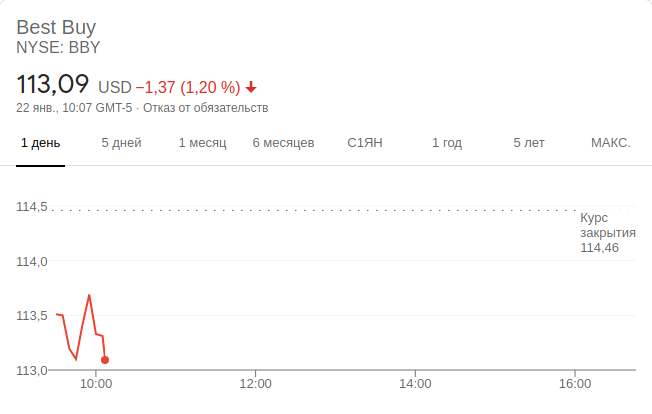 Best Buy
NYSE: BBY
113,09 USD −1,37 (1,20 %)
22 янв., 10:07 GMT-5 · Отказ от обязательств
1 день 5 дней 1 месяц 6 месяцев С1ЯН 1 год 5 лет МАКС.
114,5
Курс
закрытия
114,46
114,0
113,5
113,0
10:00 12:00 14:00 16:00